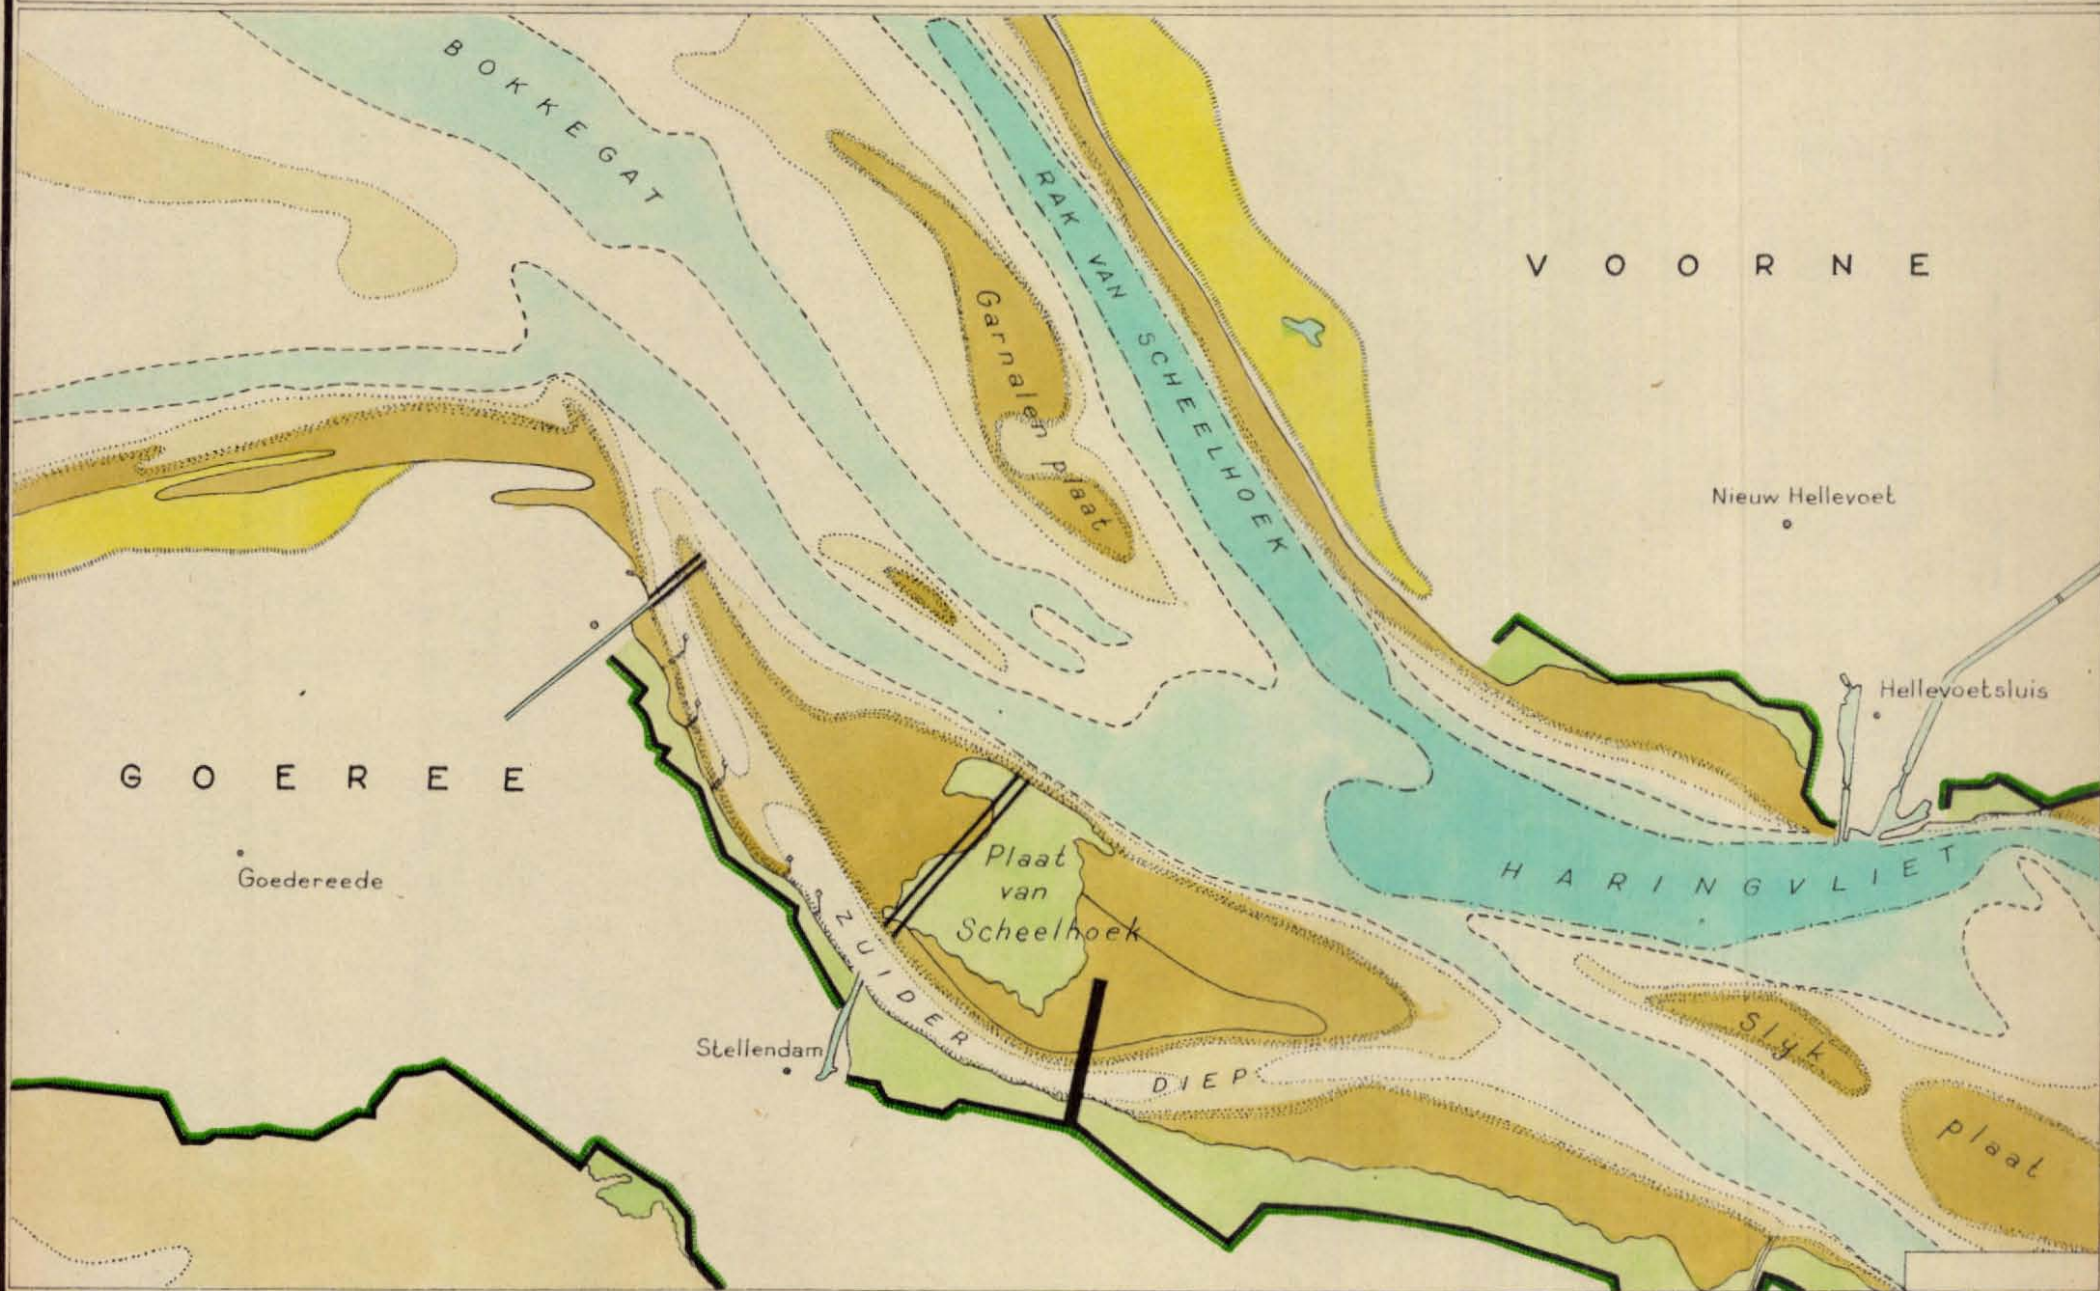 BOKKEGAT
RAK VAN SCHEELHOEK
VOORNE
Garnalen plaat
Nieuw Hellevoet
Hellevoetsluis
GOEREE
Goedereede
Plaat
van
Scheelhoek
HARINGVLIET
ZUIDER DIEP
Stellendam
Slijk plaat